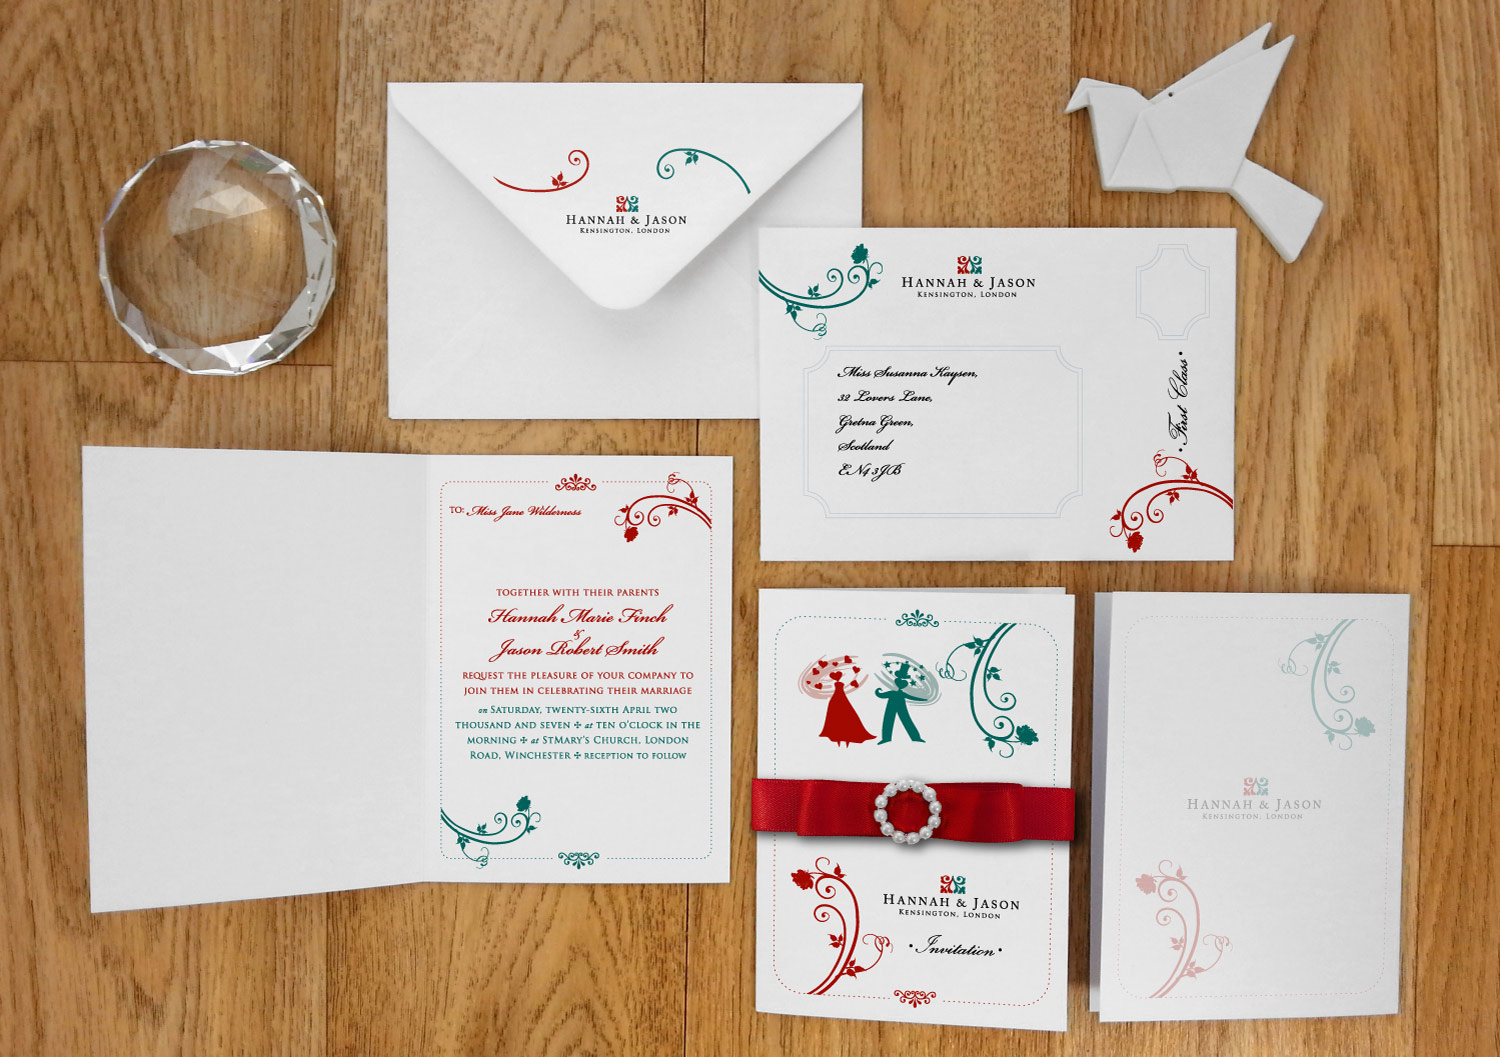 HANNAH & JASON
KENSINGTON, LONDON
HANNAH & JASON
KENSINGTON, LONDON
Miss Susanna Kaysen,
32 Lovers Lane,
Gretna Green,
Scotland
EN4 3JB
• First Class •
TO: Miss Jane Wilderness
TOGETHER WITH THEIR PARENTS
Hannah Marie Finch
&
Jason Robert Smith
REQUEST THE PLEASURE OF YOUR COMPANY TO
JOIN THEM IN CELEBRATING THEIR MARRIAGE
on SATURDAY, TWENTY-SIXTH APRIL TWO
THOUSAND AND SEVEN ✣ at TEN O'CLOCK IN THE
MORNING ✣ at STMARY'S CHURCH, LONDON
ROAD, WINCHESTER ✣ RECEPTION TO FOLLOW
HANNAH & JASON
KENSINGTON, LONDON
• Invitation •
HANNAH & JASON
KENSINGTON, LONDON